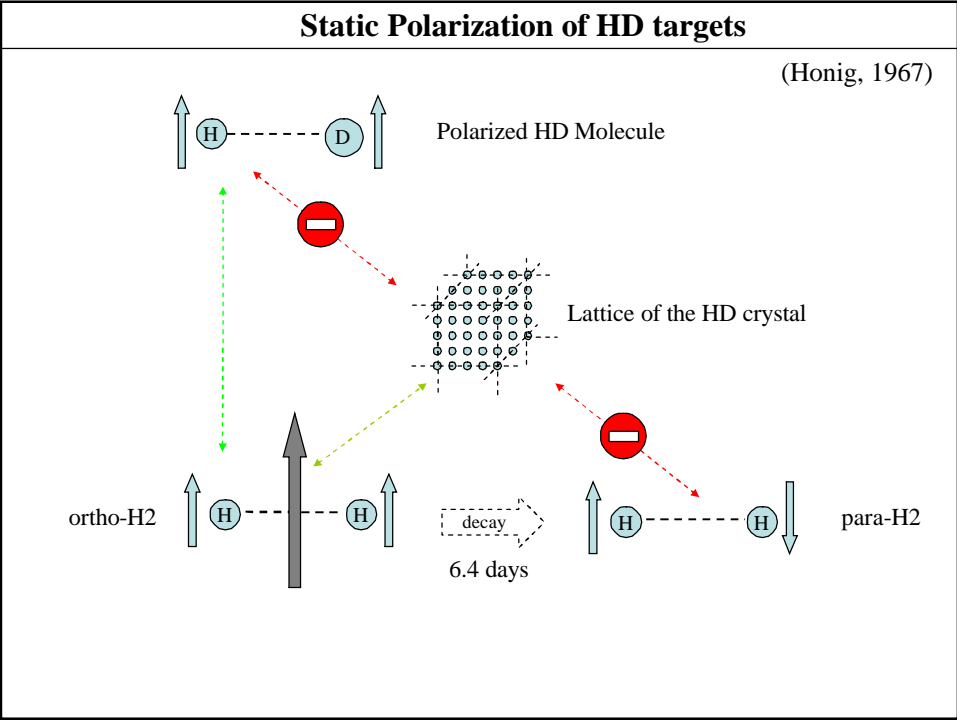 Static Polarization of HD targets
(Honig, 1967)
H D Polarized HD Molecule
Lattice of the HD crystal
ortho-H2 H H decay H H para-H2
6.4 days